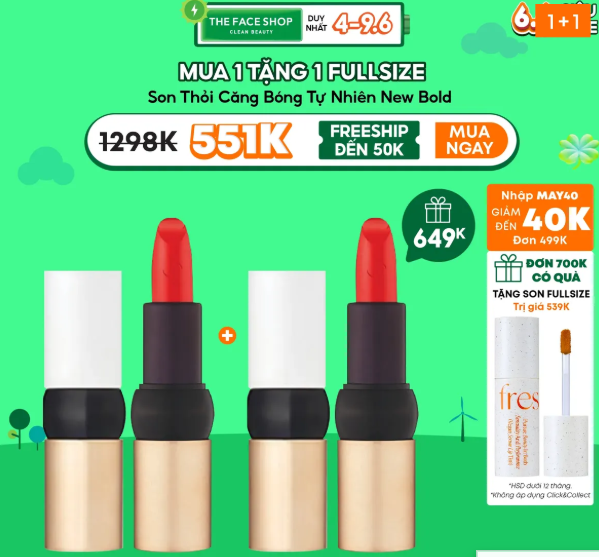 THE FACE SHOP
CLEAN BEAUTY
DUY
NHẤT
4-9.6
6.
1+1
MUA 1 TẶNG 1 FULLSIZE
Son Thỏi Căng Bóng Tự Nhiên New Bold
1298K
551K
FREESHIP
ĐẾN 50K
MUA
NGAY
649K
Nhập MAY40
GIẢM
ĐẾN
40K
Đơn 499K
ĐƠN 700K
CÓ QUÀ
TẶNG SON FULLSIZE
Trị giá 539K
fres
*HSD dưới 12 tháng.
*Không áp dụng Click&Collect